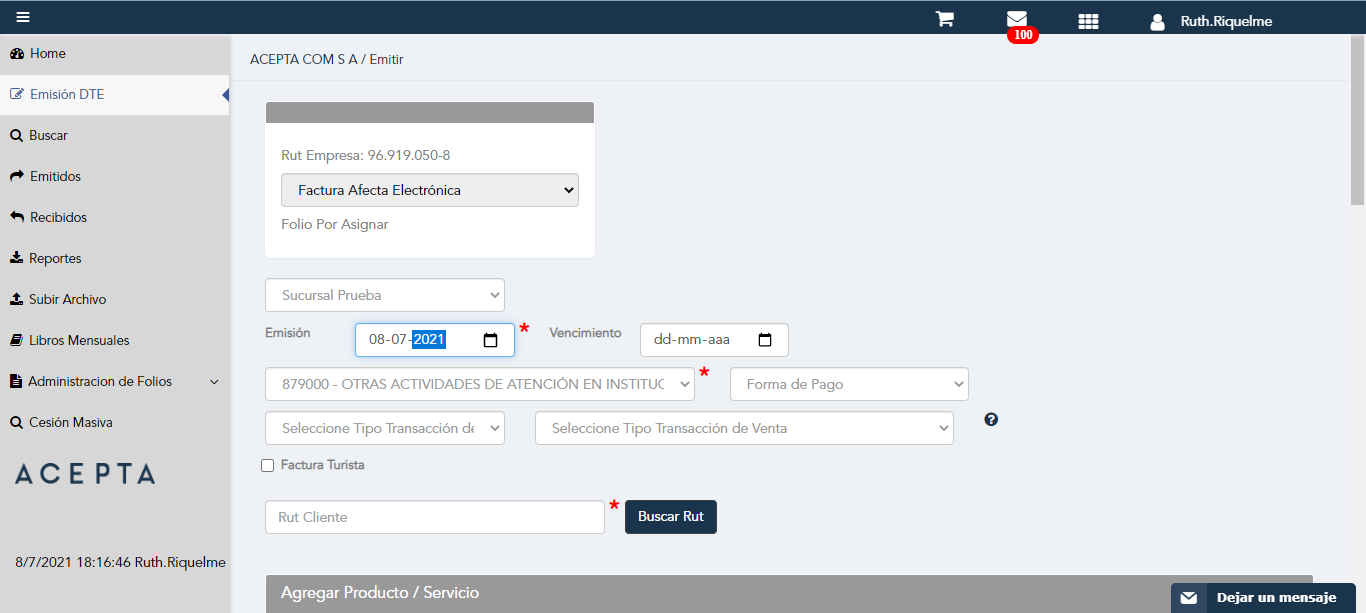 Ruth.Riquelme
100
Home
ACEPTA COM S A / Emitir
Emisión DTE
Buscar
Emitidos
Recibidos
Reportes
Subir Archivo
Libros Mensuales
Administracion de Folios
Cesión Masiva
ACEPTA
8/7/2021 18:16:46 Ruth.Riquelme
Rut Empresa: 96.919.050-8
Factura Afecta Electrónica
Folio Por Asignar
Sucursal Prueba
Emisión 08-07-2021 * Vencimiento dd-mm-aaa
879000 - OTRAS ACTIVIDADES DE ATENCIÓN EN INSTITUC * Forma de Pago
Seleccione Tipo Transacción de Seleccione Tipo Transacción de Venta
Factura Turista
Rut Cliente * Buscar Rut
Agregar Producto / Servicio
Dejar un mensaje